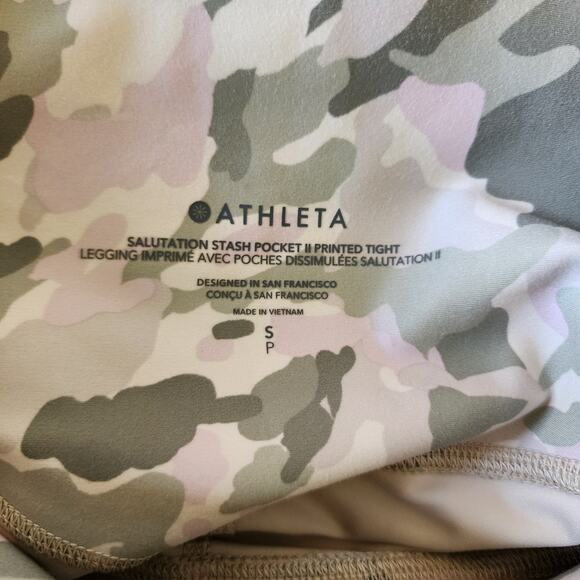 ATHLETA
SALUTATION STASH POCKET II PRINTED TIGHT
LEGGING IMPRIMÉ AVEC POCHES DISSIMULÉES SALUTATION II
DESIGNED IN SAN FRANCISCO
CONÇU À SAN FRANCISCO
MADE IN VIETNAM
S
P